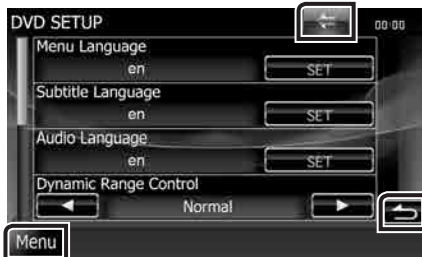 DVD SETUP
00:00
Menu Language
en
SET
Subtitle Language
en
SET
Audio Language
en
SET
Dynamic Range Control
Normal
Menu